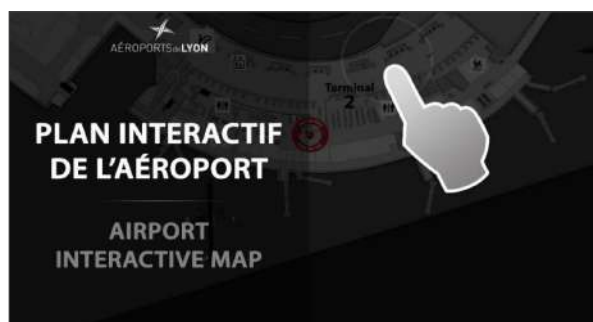 AÉROPORTS DE LYON
Terminal
2
PLAN INTERACTIF
DE L'AÉROPORT
AIRPORT
INTERACTIVE MAP